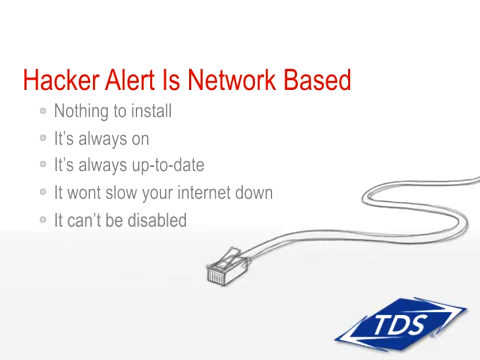 Hacker Alert Is Network Based
Nothing to install
It's always on
It's always up-to-date
It wont slow your internet down
It can't be disabled
TDS